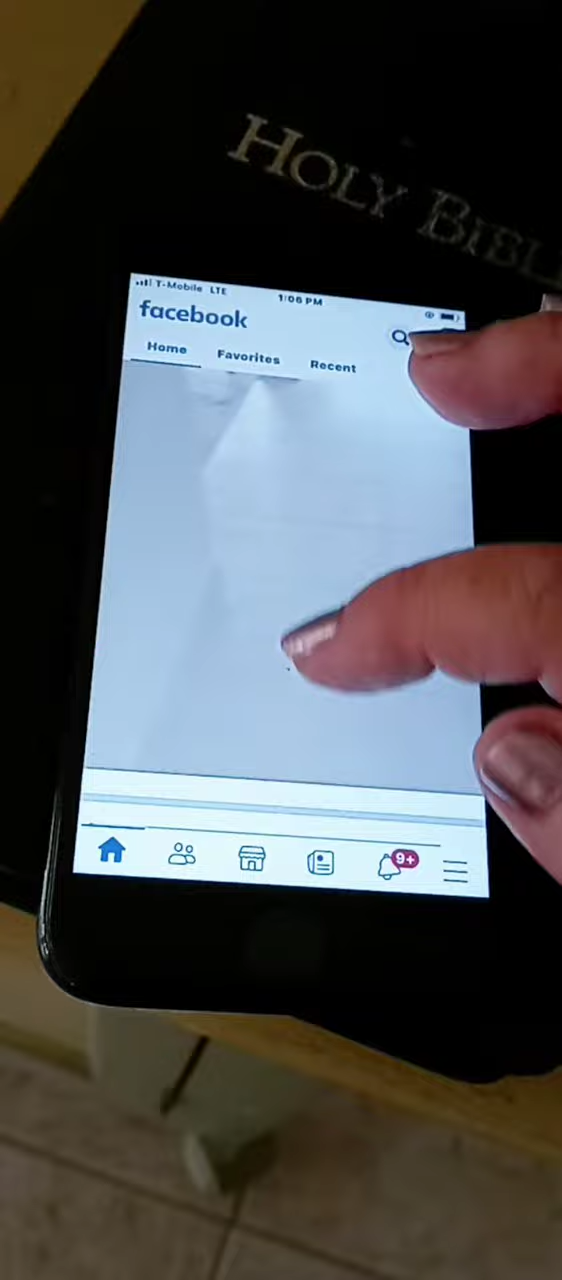 HOLY BIBLE
T-Mobile LTE
1:06 PM
facebook
Home Favorites Recent
9+